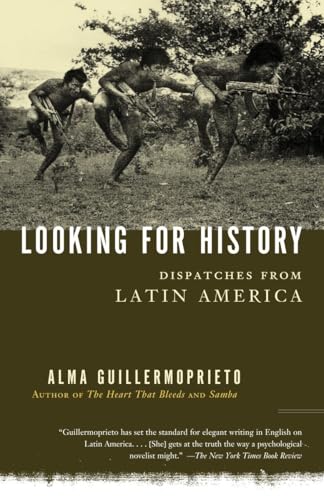 LOOKING FOR HISTORY
DISPATCHES FROM
LATIN AMERICA
ALMA GUILLERMOPRIETO
AUTHOR OF The Heart That Bleeds AND Samba
"Guillermoprieto has set the standard for elegant writing in English on
Latin America. . . . [She] gets at the truth the way a psychological
novelist might." —The New York Times Book Review